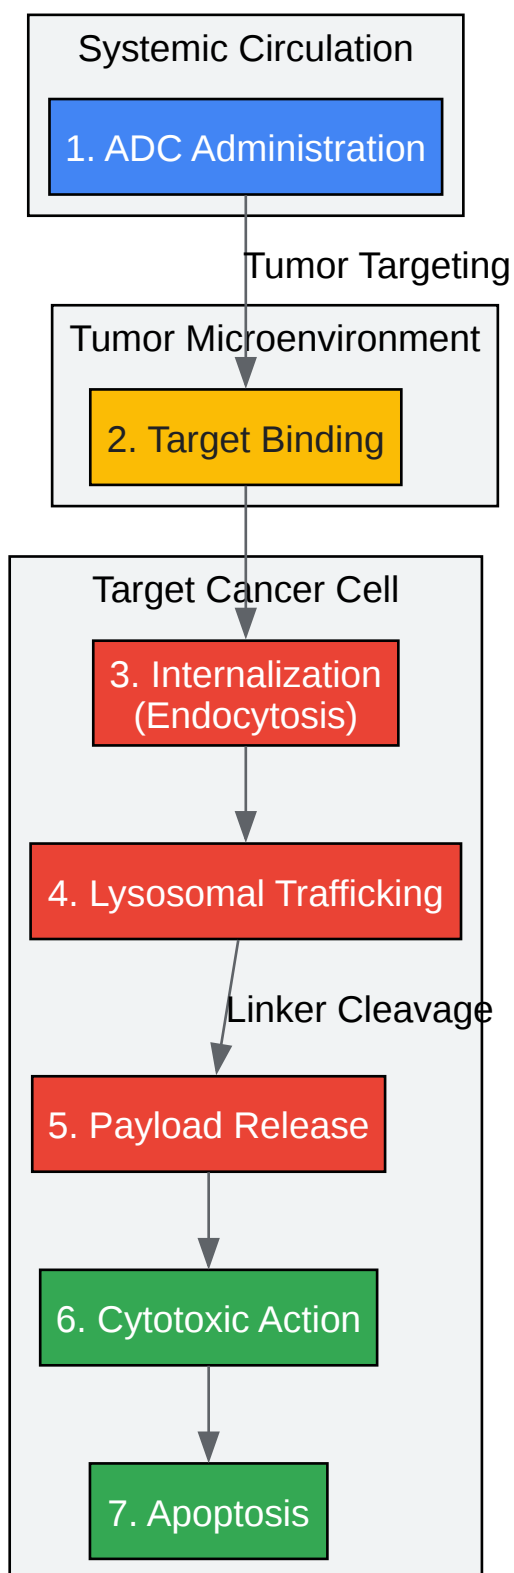 Systemic Circulation
1. ADC Administration
Tumor Targeting
Tumor Microenvironment
2. Target Binding
Target Cancer Cell
3. Internalization
(Endocytosis)
4. Lysosomal Trafficking
Linker Cleavage
5. Payload Release
6. Cytotoxic Action
7. Apoptosis